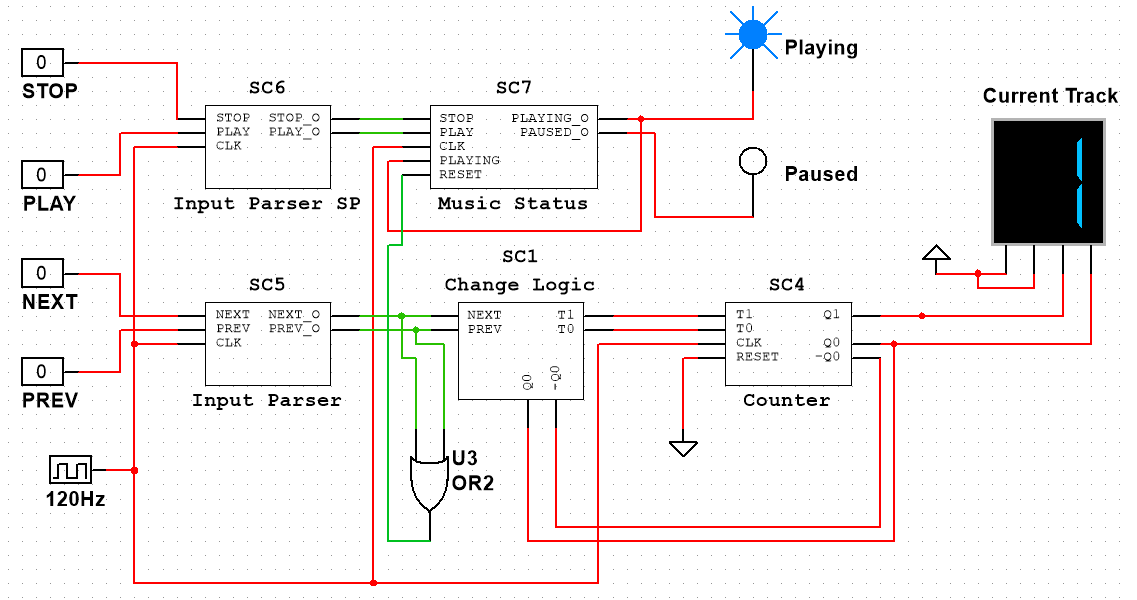 Playing
0
STOP
SC6
STOP STOP_O
PLAY PLAY_O
CLK
Input Parser SP
SC7
STOP PLAYING_O
PLAY PAUSED_O
CLK
PLAYING
RESET
Music Status
Current Track
1
0
PLAY
Paused
0
NEXT
SC5
NEXT NEXT_O
PREV PREV_O
CLK
Input Parser
SC1
Change Logic
NEXT T1
PREV T0
Q0 -Q0
SC4
T1 Q1
T0
CLK Q0
RESET -Q0
Counter
0
PREV
U3
OR2
120Hz